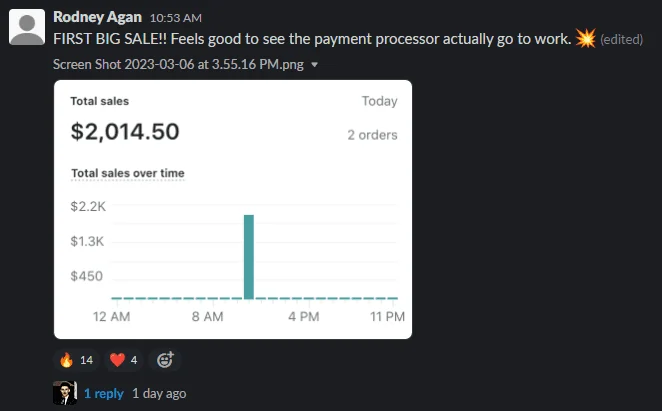 Rodney Agan 10:53 AM
FIRST BIG SALE!! Feels good to see the payment processor actually go to work. 💥 (edited)
Screen Shot 2023-03-06 at 3.55.16 PM.png
Total sales Today
$2,014.50 2 orders
Total sales over time
$2.2K
$1.3K
$450
12 AM 8 AM 4 PM 11 PM
🔥 14 ❤️ 4
1 reply 1 day ago